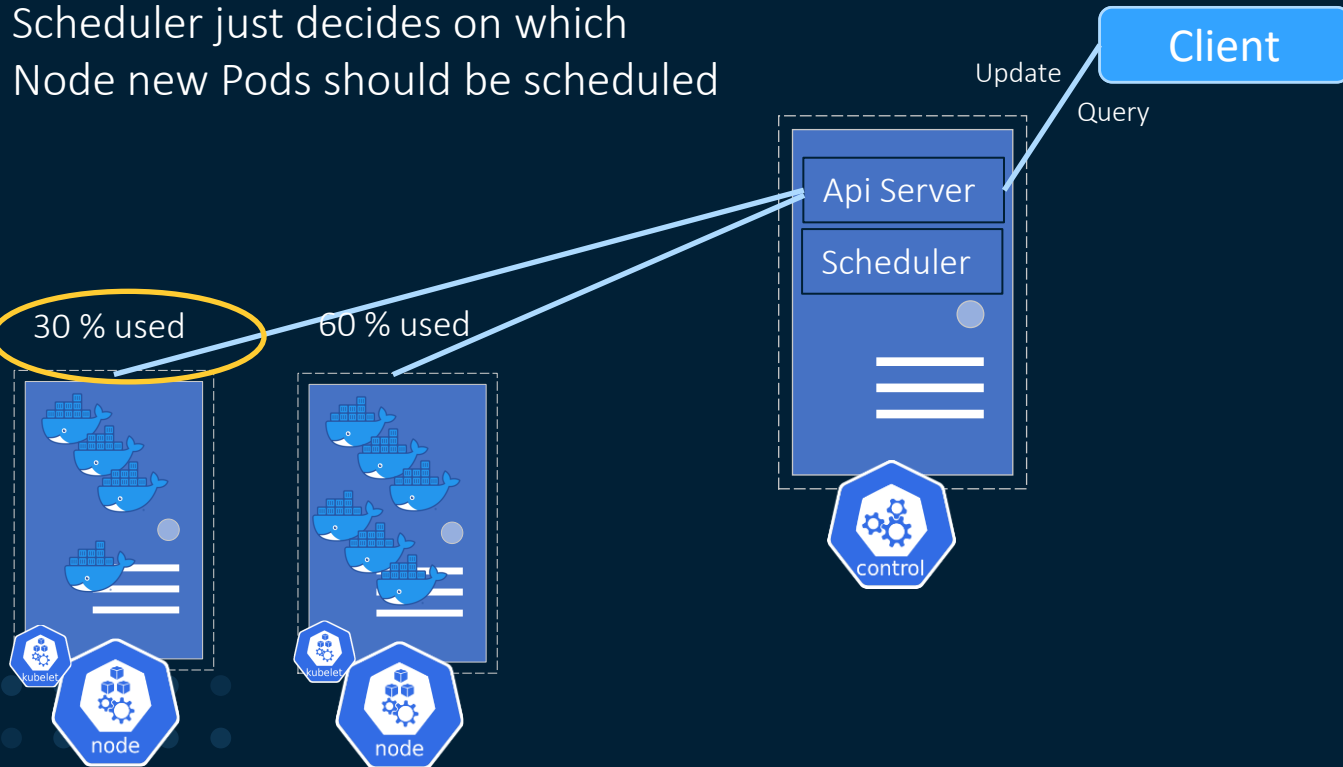 Scheduler just decides on which
Node new Pods should be scheduled
Client
Update
Query
Api Server
Scheduler
30 % used
60 % used
control
kubelet
kubelet
node
node